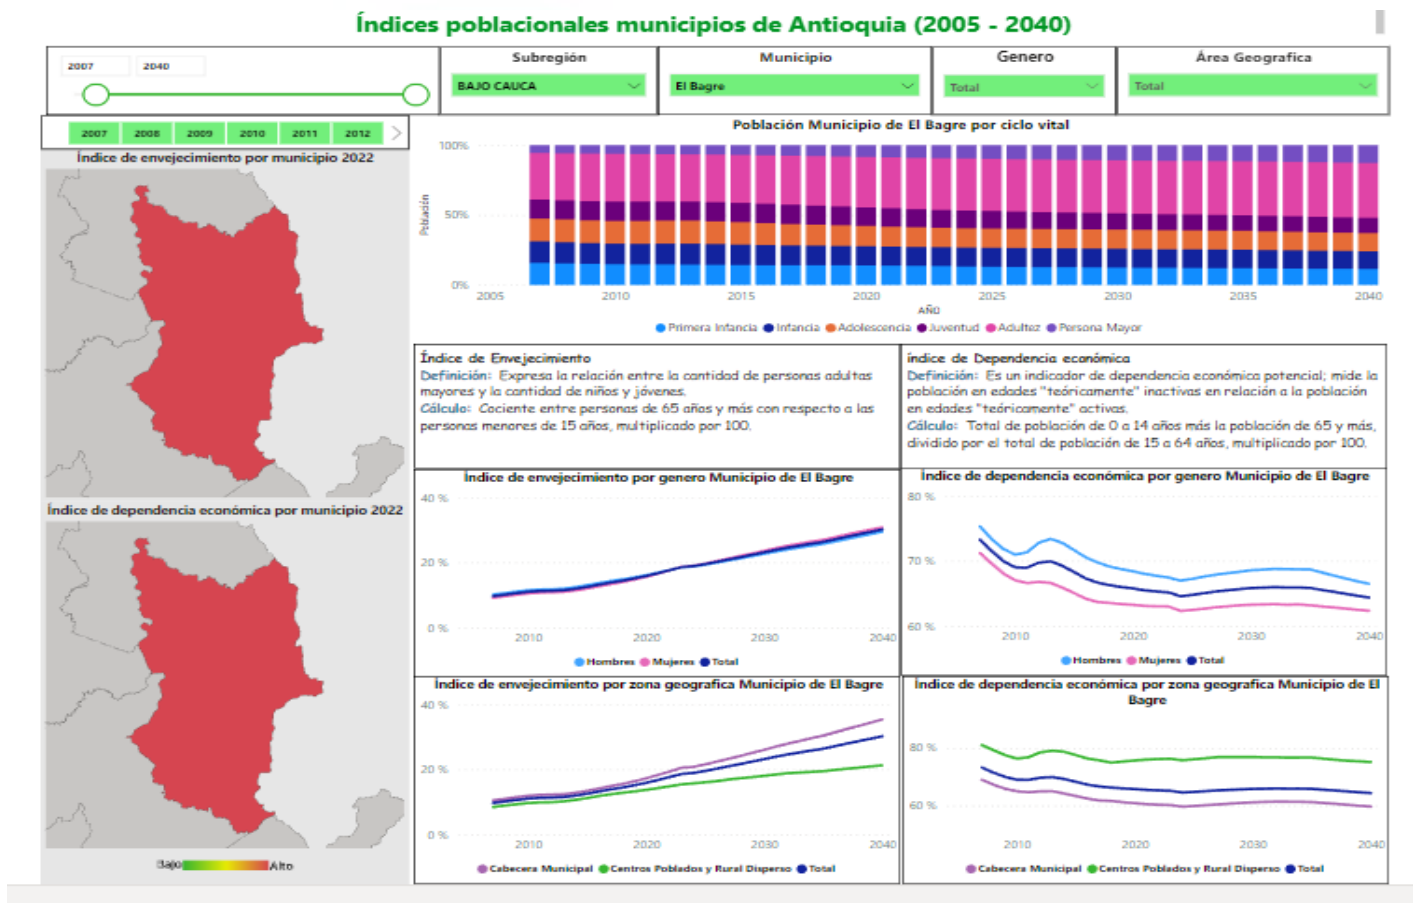 Índices poblacionales municipios de Antioquia (2005 - 2040)
2007 2040
Subregión
BAJO CAUCA
Municipio
El Bagre
Genero
Total
Área Geografica
Total
2007 2008 2009 2010 2011 2012
Índice de envejecimiento por municipio 2022
Índice de dependencia económica por municipio 2022
Bajo Alto
Población Municipio de El Bagre por ciclo vital
100%
50%
0%
Población
2005 2010 2015 2020 2025 2030 2035 2040
AÑO
Primera Infancia Infancia Adolescencia Juventud Adultez Persona Mayor
Índice de Envejecimiento
Definición: Expresa la relación entre la cantidad de personas adultas
mayores y la cantidad de niños y jóvenes.
Cálculo: Cociente entre personas de 65 años y más con respecto a las
personas menores de 15 años, multiplicado por 100.
índice de Dependencia económica
Definición: Es un indicador de dependencia económica potencial; mide la
población en edades "teóricamente" inactivas en relación a la población
en edades "teóricamente" activas.
Cálculo: Total de población de 0 a 14 años más la población de 65 y más,
dividido por el total de población de 15 a 64 años, multiplicado por 100.
Índice de envejecimiento por genero Municipio de El Bagre
40 %
20 %
0 %
2010 2020 2030 2040
Hombres Mujeres Total
Índice de dependencia económica por genero Municipio de El Bagre
80 %
70 %
60 %
2010 2020 2030 2040
Hombres Mujeres Total
Índice de envejecimiento por zona geografica Municipio de El Bagre
40 %
20 %
0 %
2010 2020 2030 2040
Cabecera Municipal Centros Poblados y Rural Disperso Total
Índice de dependencia económica por zona geografica Municipio de El
Bagre
80 %
60 %
2010 2020 2030 2040
Cabecera Municipal Centros Poblados y Rural Disperso Total